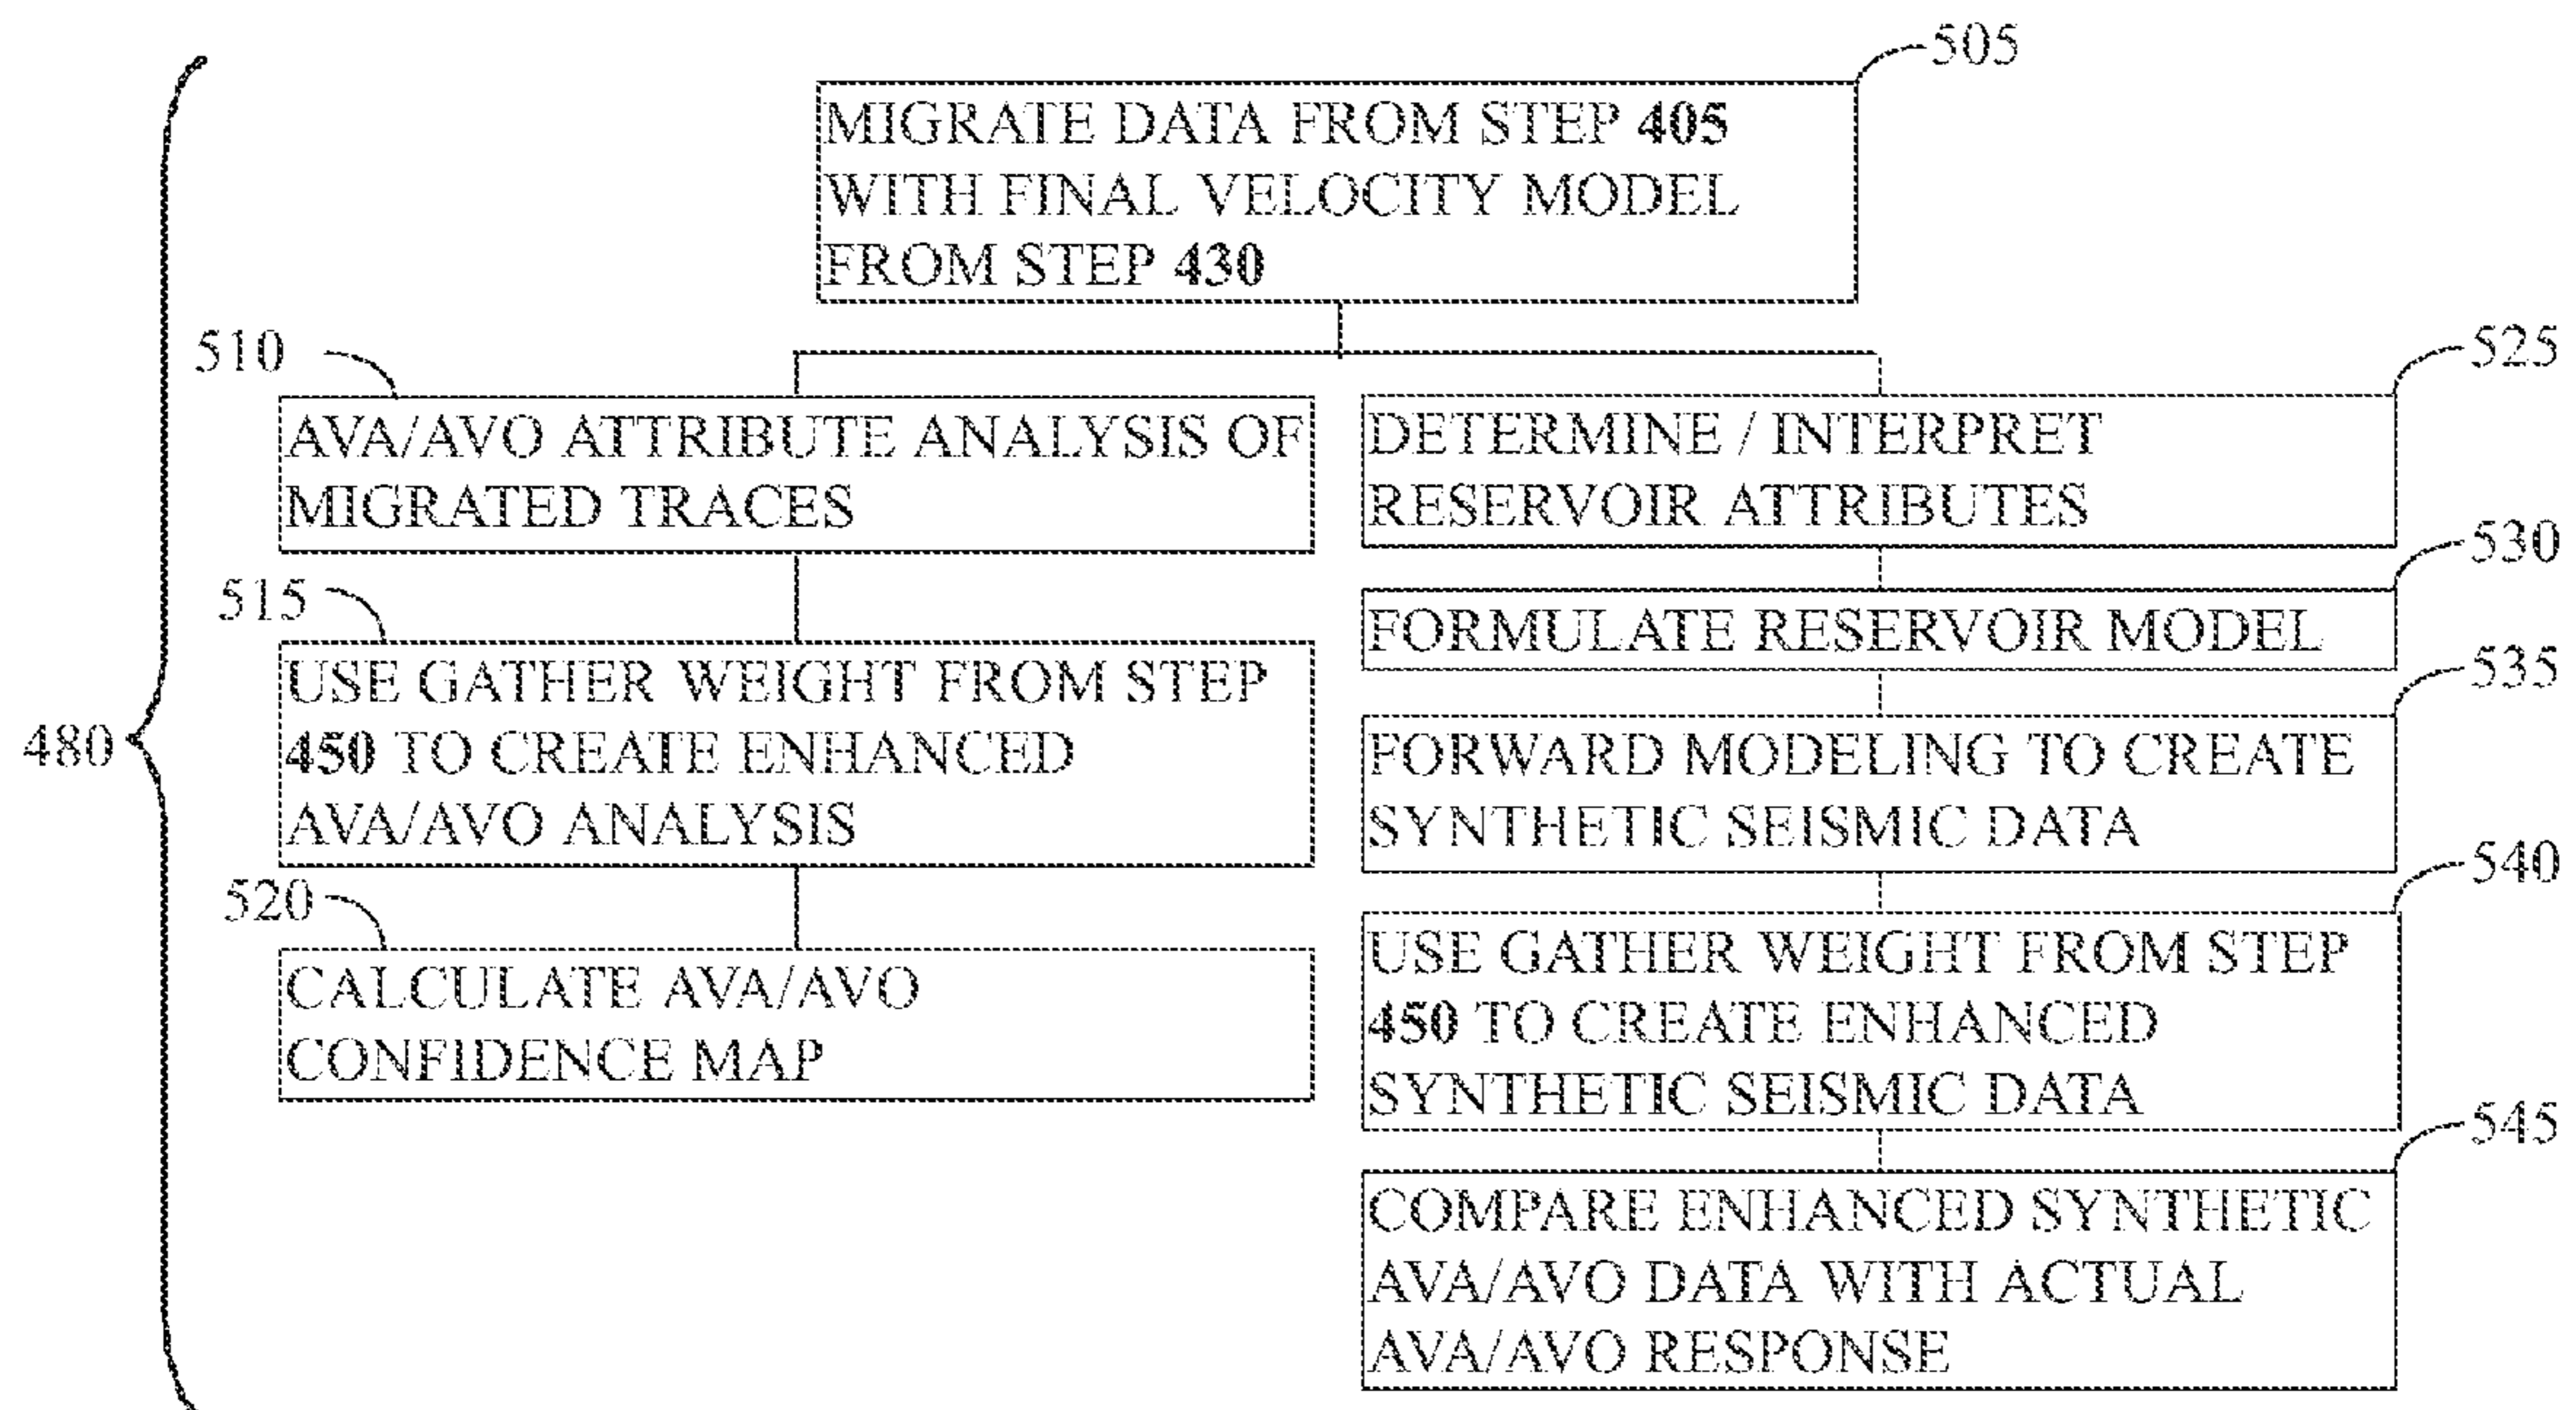 505
MIGRATE DATA FROM STEP 405
WITH FINAL VELOCITY MODEL
FROM STEP 430
510
AVA/AVO ATTRIBUTE ANALYSIS OF
MIGRATED TRACES
515
USE GATHER WEIGHT FROM STEP
450 TO CREATE ENHANCED
AVA/AVO ANALYSIS
520
CALCULATE AVA/AVO
CONFIDENCE MAP
480
525
DETERMINE / INTERPRET
RESERVOIR ATTRIBUTES
530
FORMULATE RESERVOIR MODEL
535
FORWARD MODELING TO CREATE
SYNTHETIC SEISMIC DATA
540
USE GATHER WEIGHT FROM STEP
450 TO CREATE ENHANCED
SYNTHETIC SEISMIC DATA
545
COMPARE ENHANCED SYNTHETIC
AVA/AVO DATA WITH ACTUAL
AVA/AVO RESPONSE